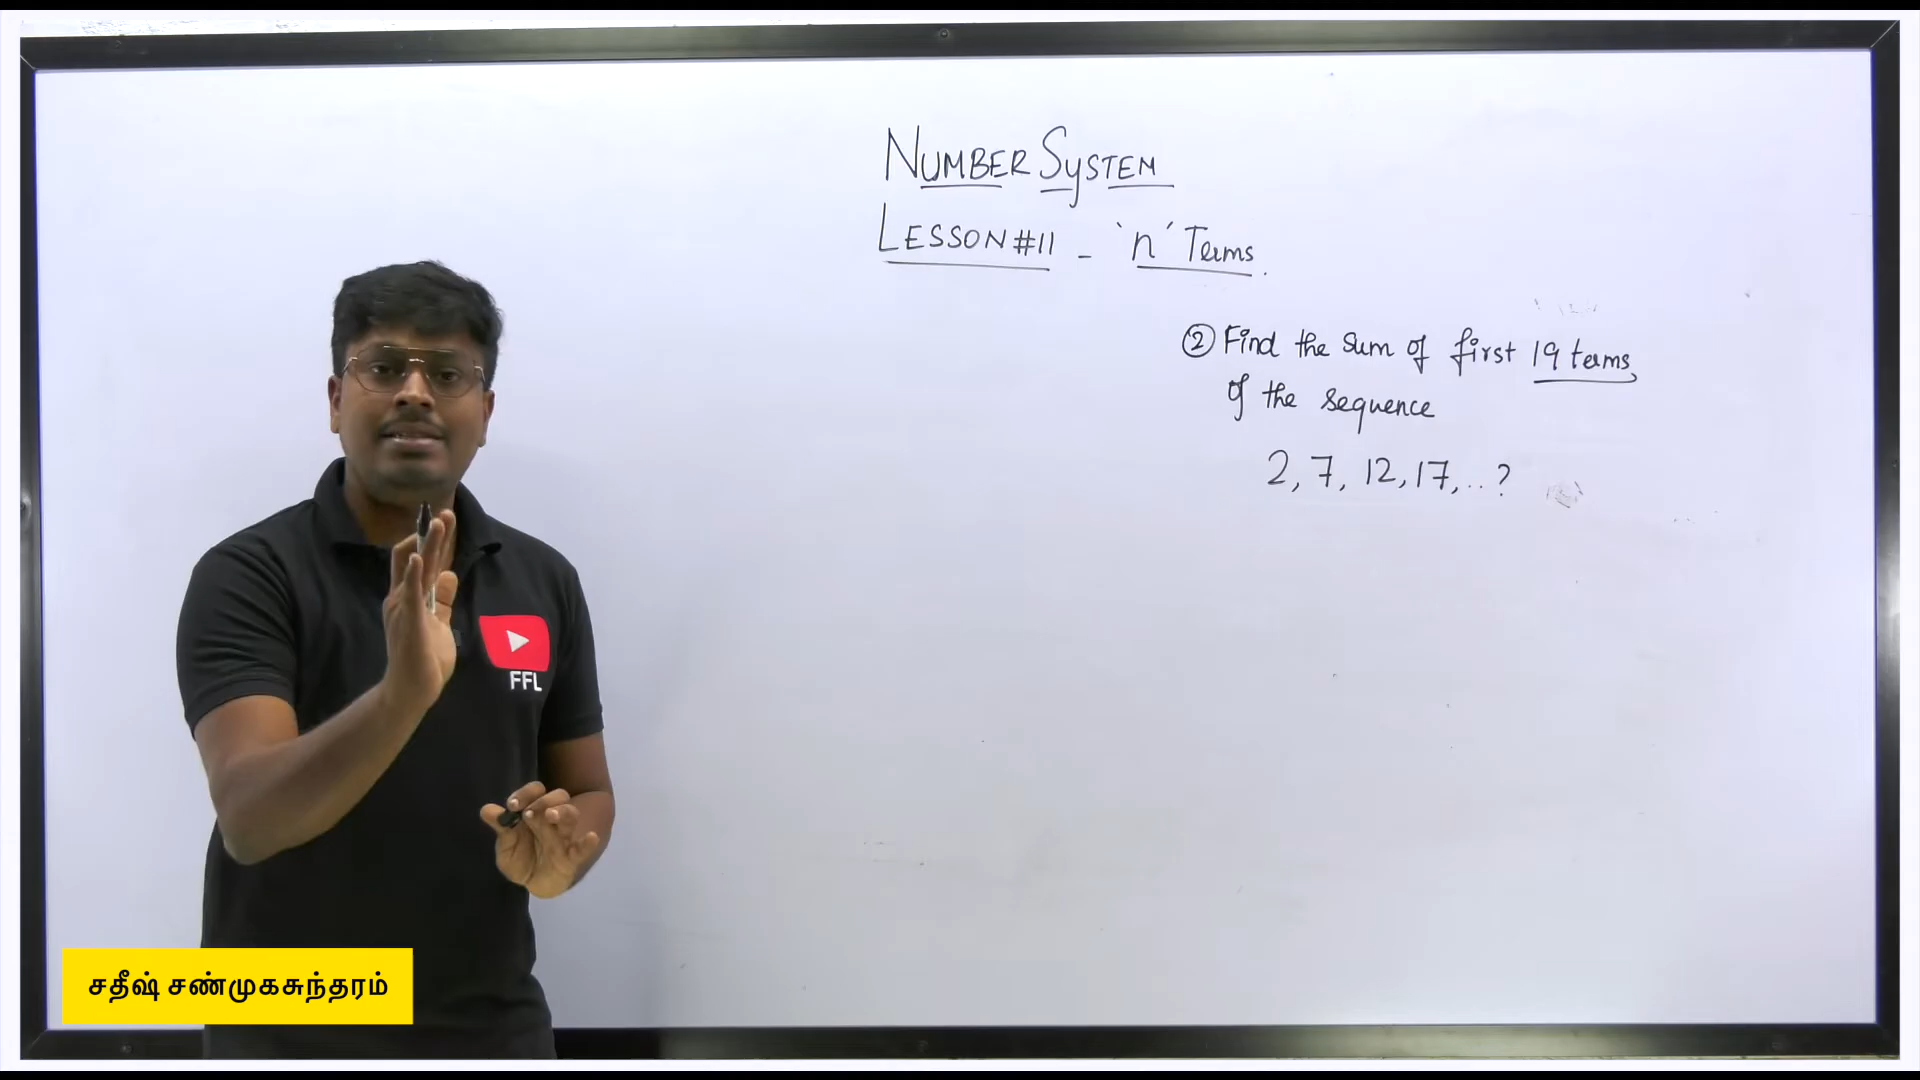 NUMBER SYSTEM
LESSON #11 - 'n' Terms.
② Find the sum of first 19 terms
of the sequence
2, 7, 12, 17, .. ?
FFL
சதீஷ் சண்முகசுந்தரம்